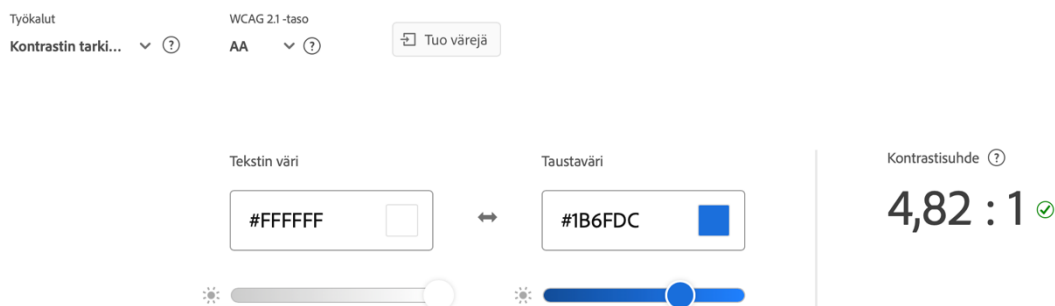 Työkalut
WCAG 2.1 -taso
Kontrastin tarki...
?
AA
?
Tuo värejä
Tekstin väri
Taustaväri
Kontrastisuhde ?
#FFFFFF
#1B6FDC
4,82 : 1